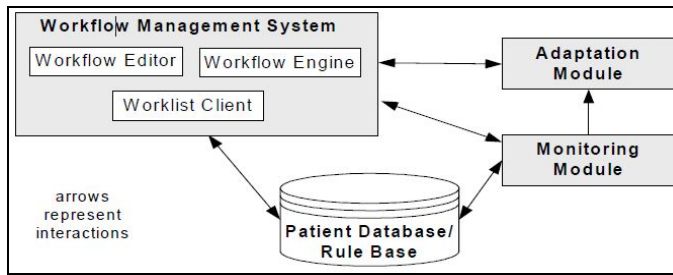 Workflow Management System
Workflow Editor
Workflow Engine
Worklist Client
Adaptation
Module
Monitoring
Module
arrows
represent
interactions
Patient Database/
Rule Base